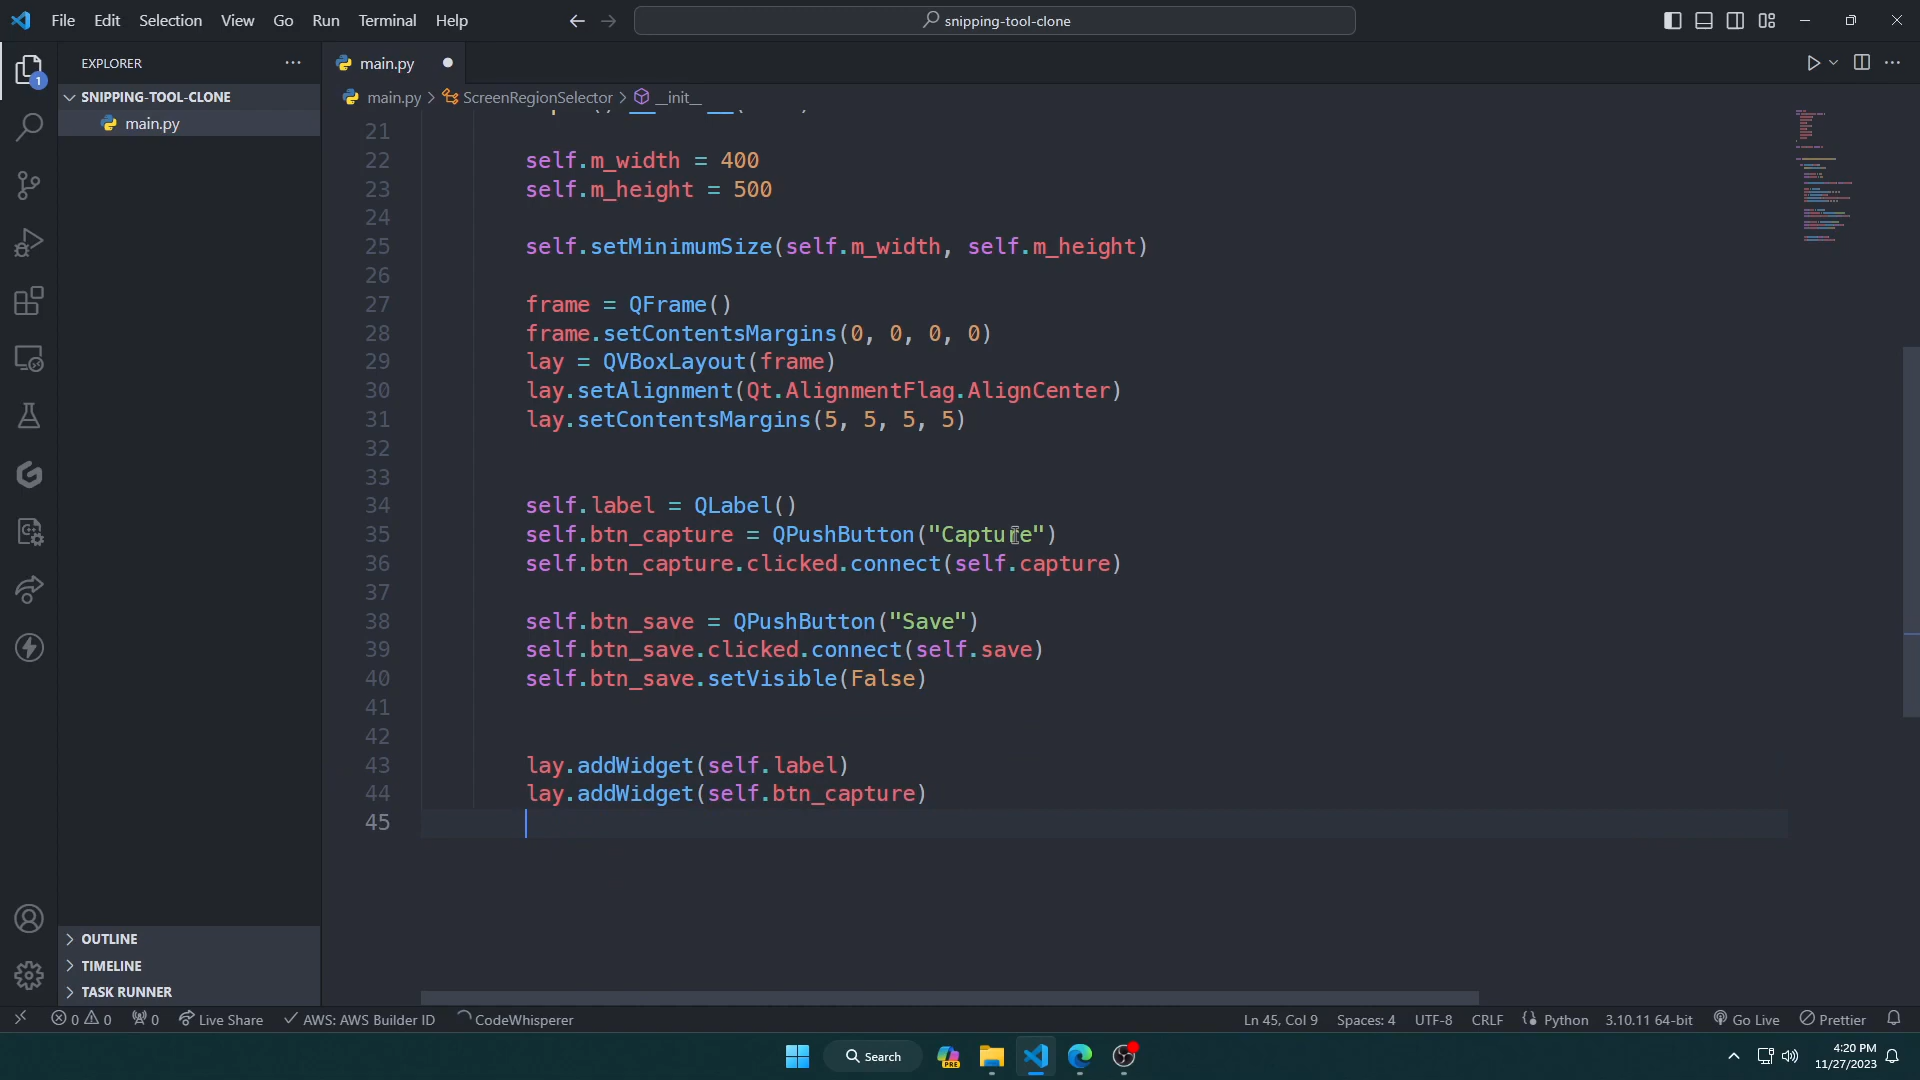 File Edit Selection View Go Run Terminal Help
snipping-tool-clone
EXPLORER
SNIPPING-TOOL-CLONE
main.py
1
main.py
main.py > ScreenRegionSelector > __init__
21
22 self.m_width = 400
23 self.m_height = 500
24
25 self.setMinimumSize(self.m_width, self.m_height)
26
27 frame = QFrame()
28 frame.setContentsMargins(0, 0, 0, 0)
29 lay = QVBoxLayout(frame)
30 lay.setAlignment(Qt.AlignmentFlag.AlignCenter)
31 lay.setContentsMargins(5, 5, 5, 5)
32
33
34 self.label = QLabel()
35 self.btn_capture = QPushButton("Capture")
36 self.btn_capture.clicked.connect(self.capture)
37
38 self.btn_save = QPushButton("Save")
39 self.btn_save.clicked.connect(self.save)
40 self.btn_save.setVisible(False)
41
42
43 lay.addWidget(self.label)
44 lay.addWidget(self.btn_capture)
45
OUTLINE
TIMELINE
TASK RUNNER
0 0 0 Live Share AWS: AWS Builder ID CodeWhisperer Ln 45, Col 9 Spaces: 4 UTF-8 CRLF Python 3.10.11 64-bit Go Live Prettier
Search
PRE
4:20 PM
11/27/2023